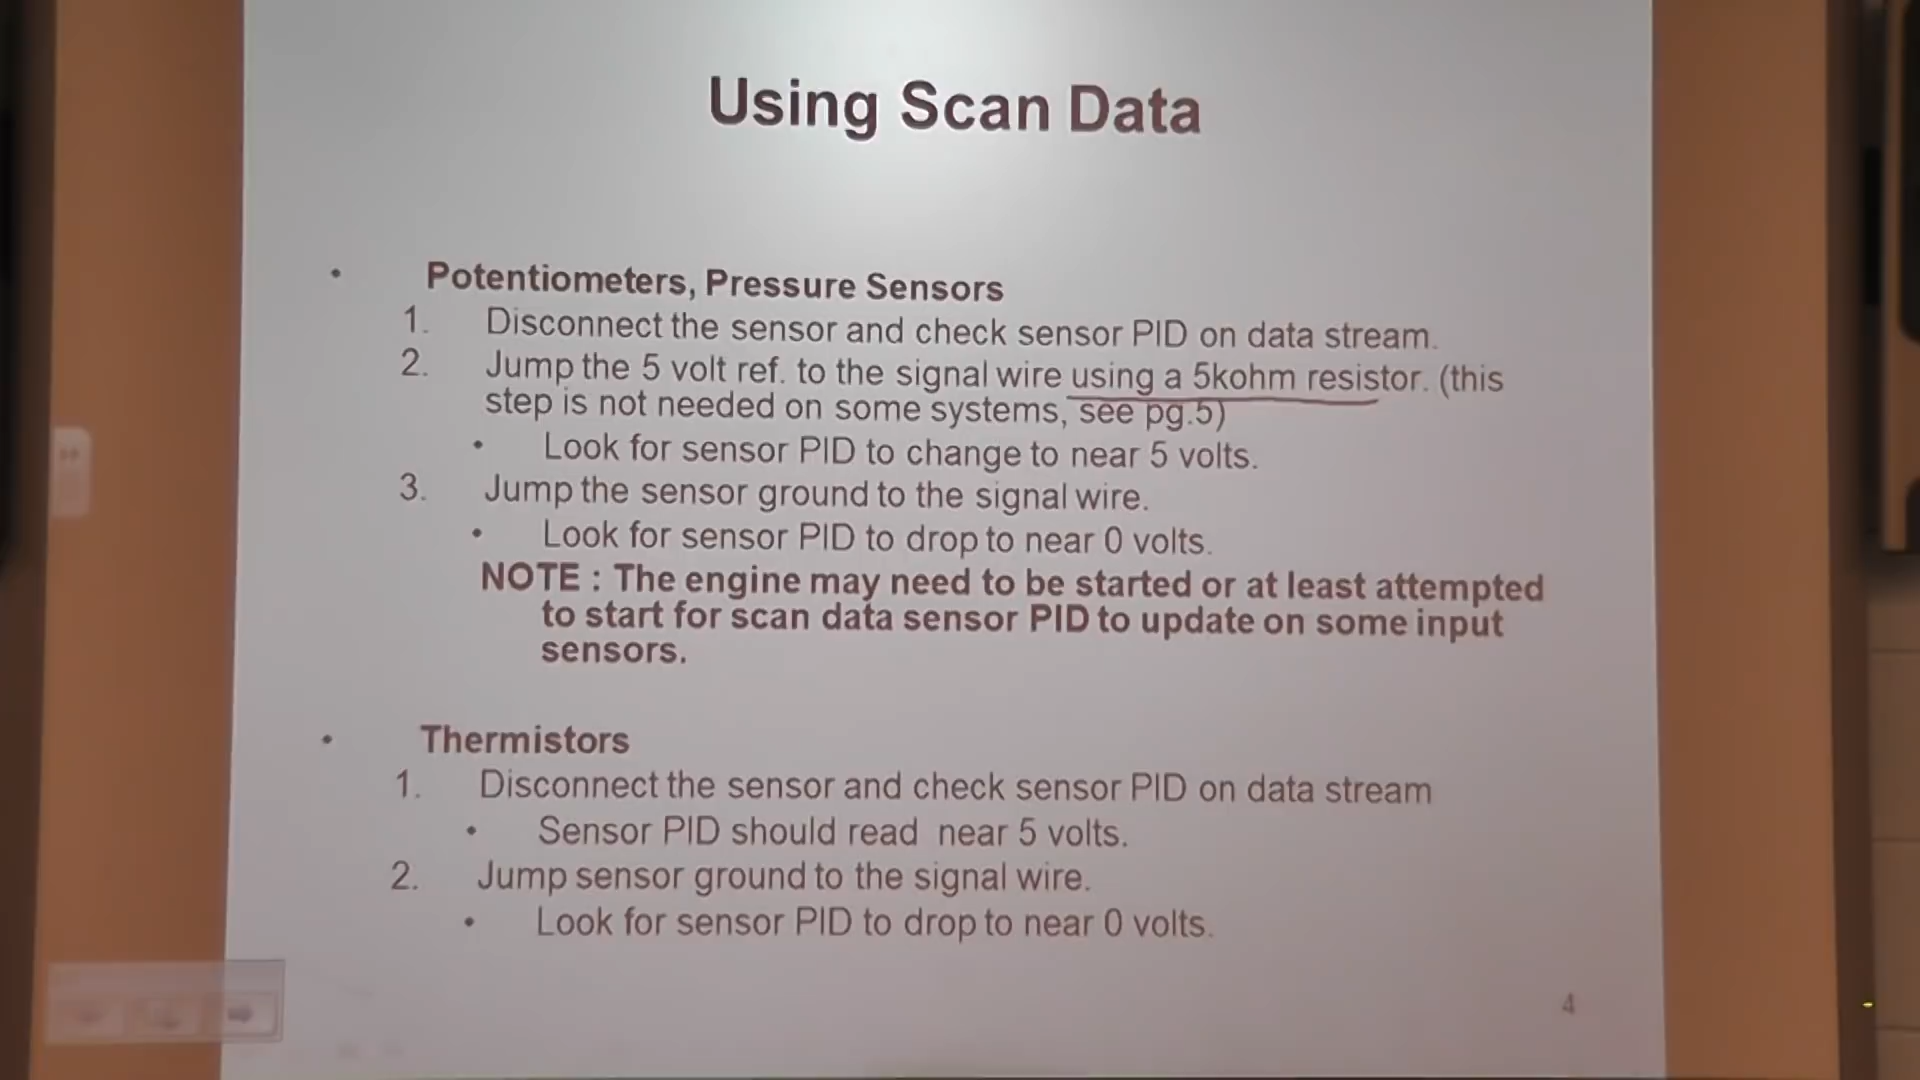 Using Scan Data
• Potentiometers, Pressure Sensors
1. Disconnect the sensor and check sensor PID on data stream.
2. Jump the 5 volt ref. to the signal wire using a 5kohm resistor. (this
step is not needed on some systems, see pg.5)
• Look for sensor PID to change to near 5 volts.
3. Jump the sensor ground to the signal wire.
• Look for sensor PID to drop to near 0 volts.
NOTE : The engine may need to be started or at least attempted
to start for scan data sensor PID to update on some input
sensors.
• Thermistors
1. Disconnect the sensor and check sensor PID on data stream
• Sensor PID should read near 5 volts.
2. Jump sensor ground to the signal wire.
• Look for sensor PID to drop to near 0 volts.
4